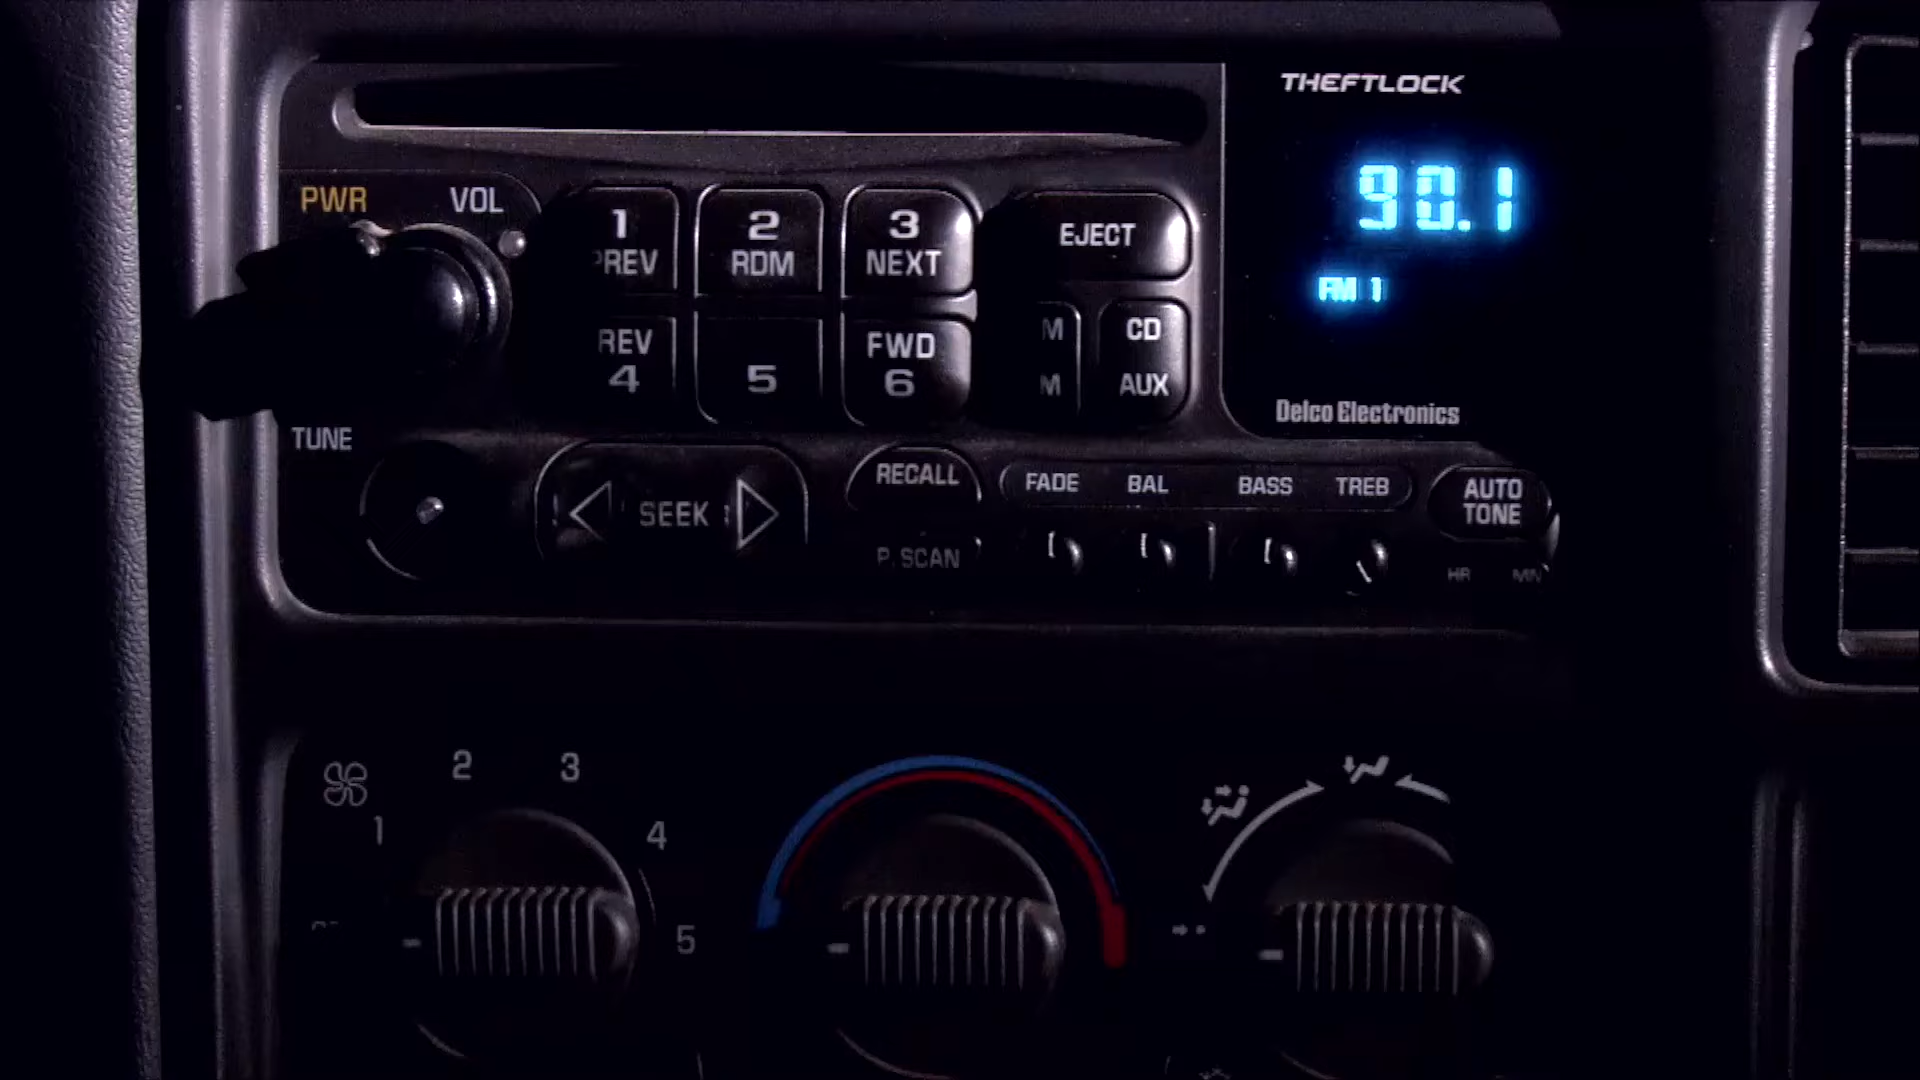 THEFTLOCK
90.1
FM 1
PWR VOL
1 PREV
2 RDM
3 NEXT
EJECT
REV 4
5
FWD 6
M
M
CD
AUX
Delco Electronics
TUNE
SEEK
RECALL
P. SCAN
FADE BAL BASS TREB
AUTO
TONE
HR MN
1 2 3 4 5